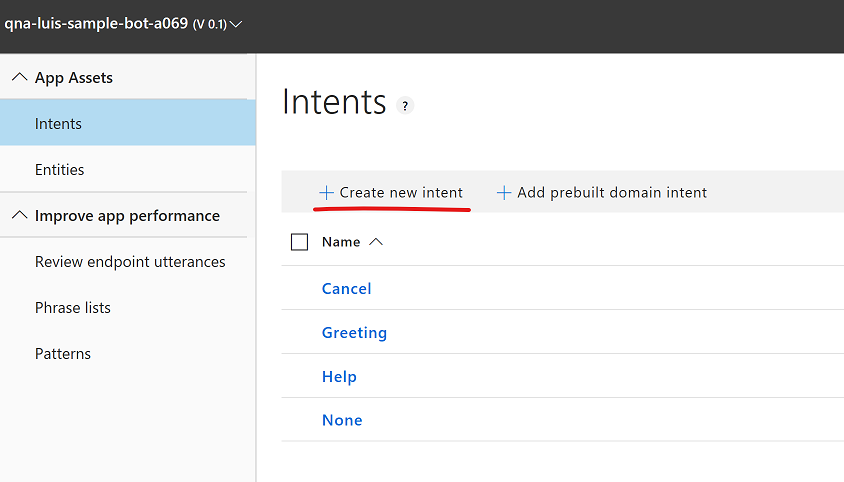 qna-luis-sample-bot-a069 (V 0.1)
App Assets
Intents
Entities
Improve app performance
Review endpoint utterances
Phrase lists
Patterns
Intents ?
+ Create new intent + Add prebuilt domain intent
Name
Cancel
Greeting
Help
None